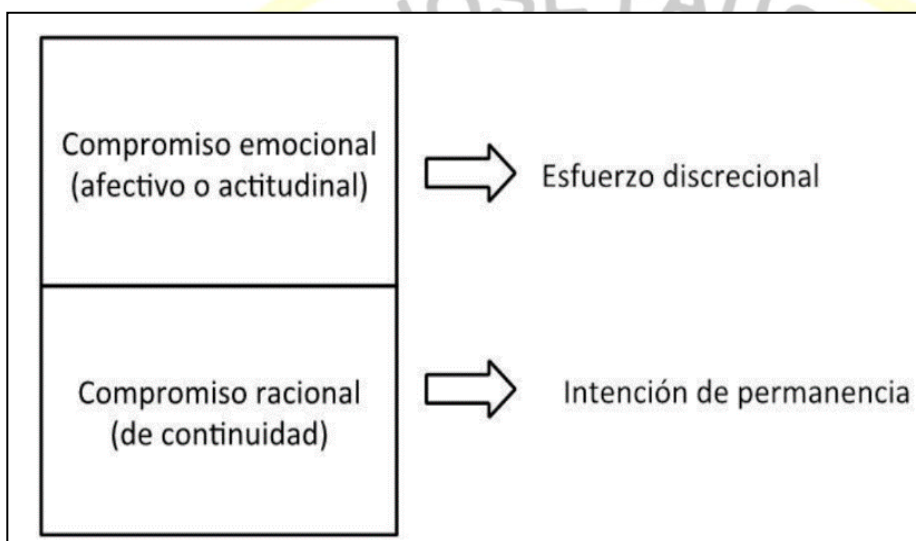 Compromiso emocional
(afectivo o actitudinal)
Esfuerzo discrecional
Compromiso racional
(de continuidad)
Intención de permanencia